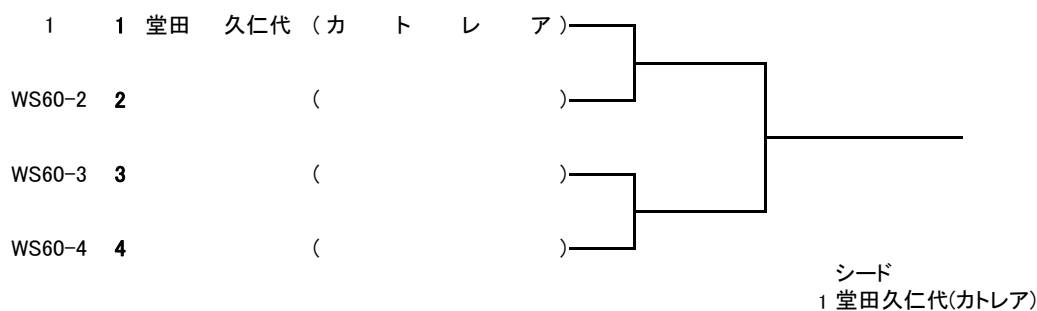 1 1 堂田 久仁代 (カトレア)
WS60-2 2 ( )
WS60-3 3 ( )
WS60-4 4 ( )
シード
1 堂田久仁代(カトレア)